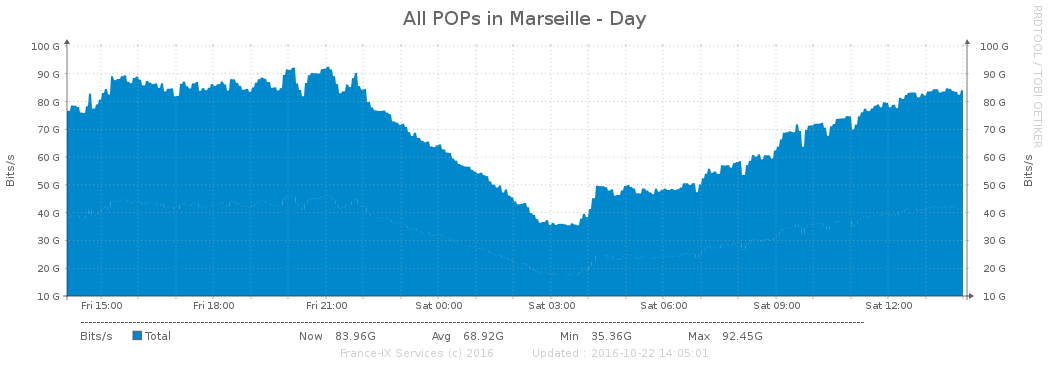 All POPs in Marseille - Day
RRDTOOL / TOBI OETIKER
100 G 100 G
90 G 90 G
80 G 80 G
70 G 70 G
60 G 60 G
50 G 50 G
40 G 40 G
30 G 30 G
20 G 20 G
10 G 10 G
Bits/s
Bits/s
Fri 15:00 Fri 18:00 Fri 21:00 Sat 00:00 Sat 03:00 Sat 06:00 Sat 09:00 Sat 12:00
Bits/s Total Now 83.96G Avg 68.92G Min 35.36G Max 92.45G
France-IX Services (c) 2016 Updated : 2016-10-22 14:05:01